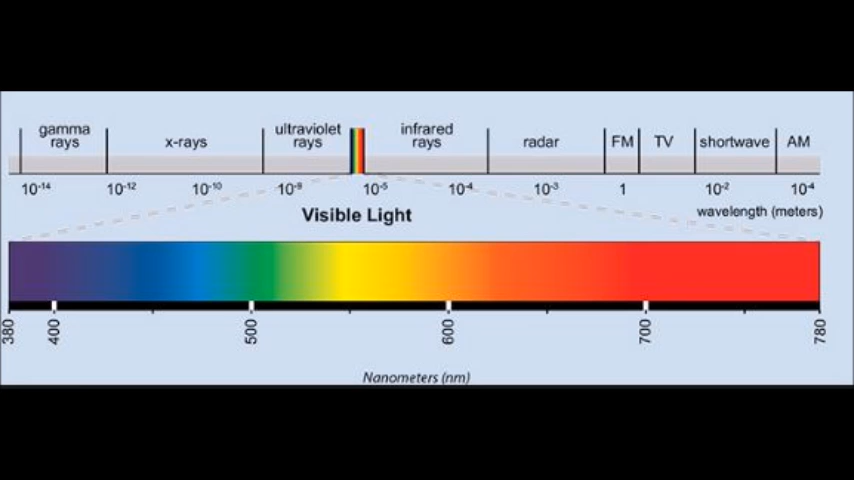 gamma rays
x-rays
ultraviolet rays
infrared rays
radar
FM
TV
shortwave
AM
10-14 10-12 10-10 10-9 10-5 10-4 10-3 1 10-2 10-4
Visible Light
wavelength (meters)
380 400 500 600 700 780
Nanometers (nm)